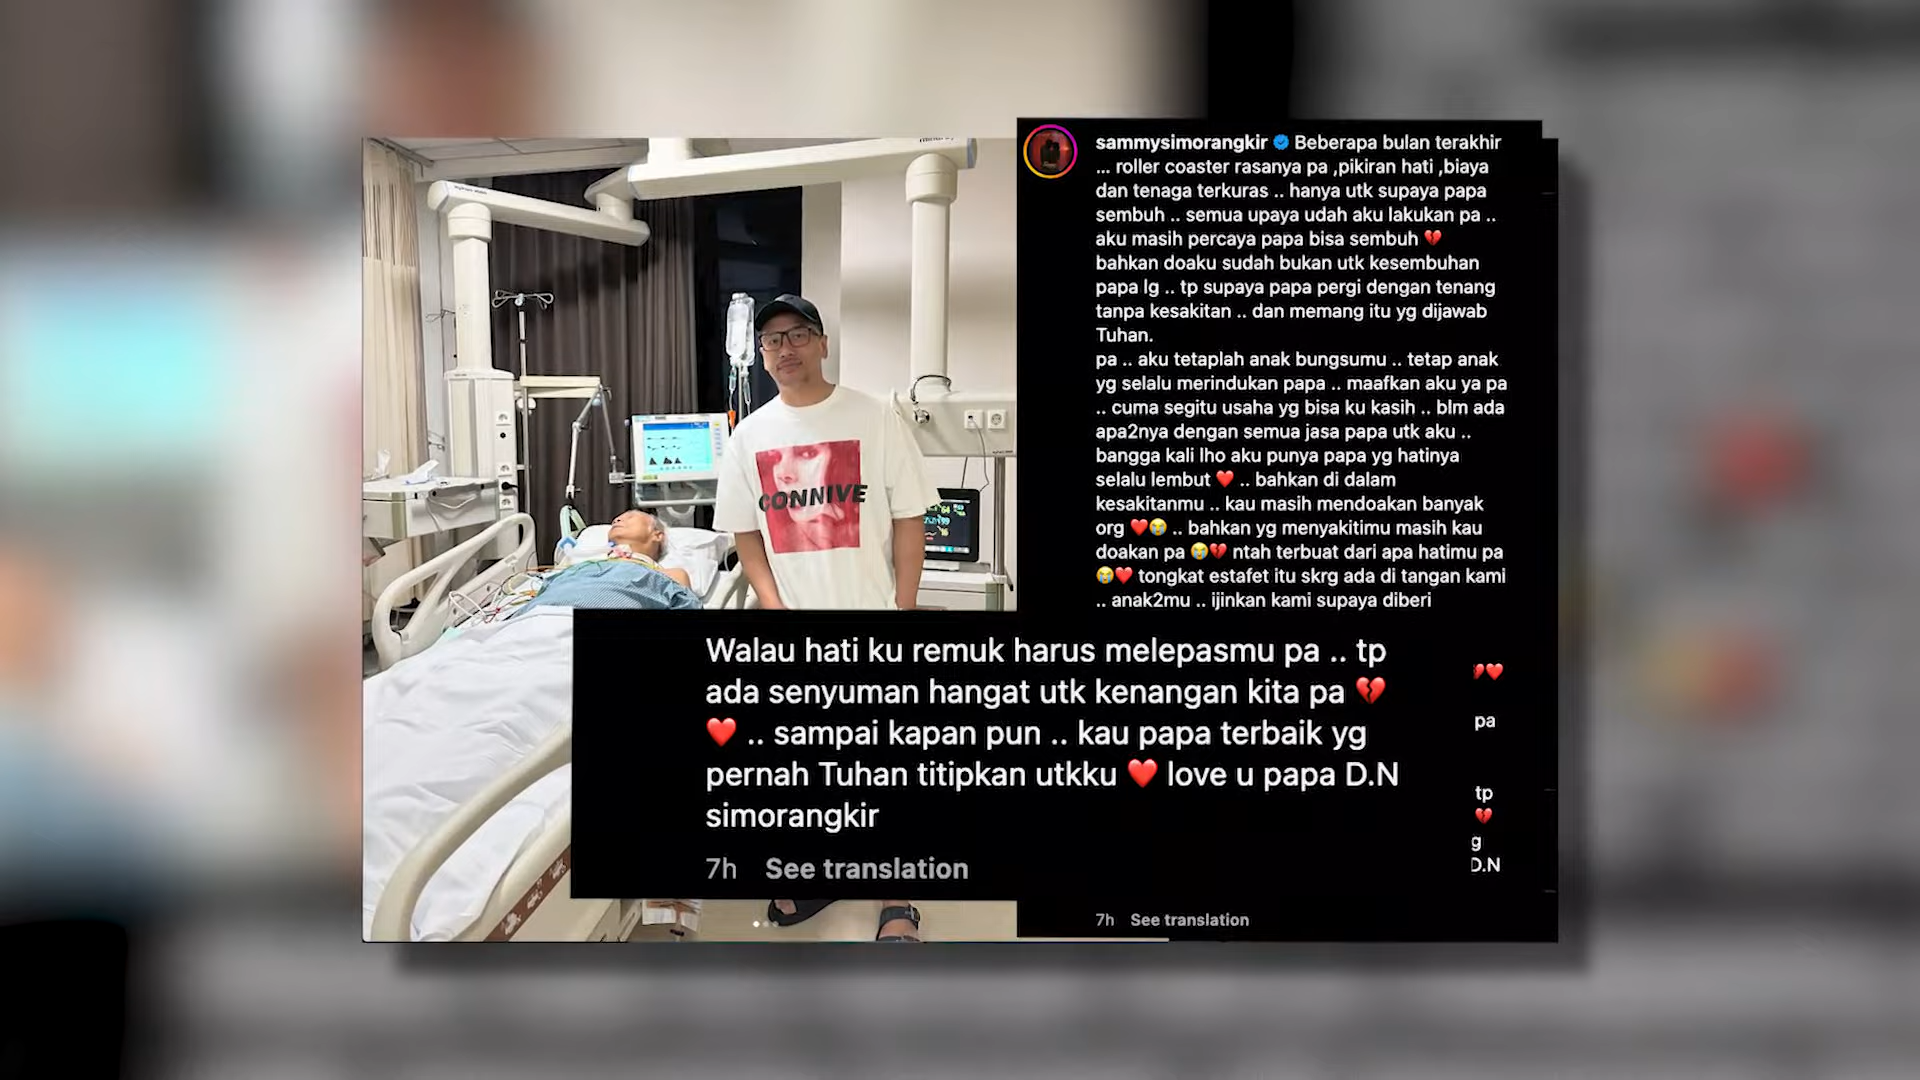 sammysimorangkir Beberapa bulan terakhir
... roller coaster rasanya pa ,pikiran hati ,biaya
dan tenaga terkuras .. hanya utk supaya papa
sembuh .. semua upaya udah aku lakukan pa ..
aku masih percaya papa bisa sembuh 💔
bahkan doaku sudah bukan utk kesembuhan
papa lg .. tp supaya papa pergi dengan tenang
tanpa kesakitan .. dan memang itu yg dijawab
Tuhan.
pa .. aku tetaplah anak bungsumu .. tetap anak
yg selalu merindukan papa .. maafkan aku ya pa
.. cuma segitu usaha yg bisa ku kasih .. blm ada
apa2nya dengan semua jasa papa utk aku ..
bangga kali lho aku punya papa yg hatinya
selalu lembut ❤️ .. bahkan di dalam
kesakitanmu .. kau masih mendoakan banyak
org ❤️😭 .. bahkan yg menyakitimu masih kau
doakan pa 😭💔 ntah terbuat dari apa hatimu pa
😭❤️ tongkat estafet itu skrg ada di tangan kami
.. anak2mu .. ijinkan kami supaya diberi
CONNIVE
Walau hati ku remuk harus melepasmu pa .. tp
ada senyuman hangat utk kenangan kita pa 💔
❤️ .. sampai kapan pun .. kau papa terbaik yg
pernah Tuhan titipkan utkku ❤️ love u papa D.N
simorangkir
7h See translation
pa
tp
💔
g
D.N
7h See translation